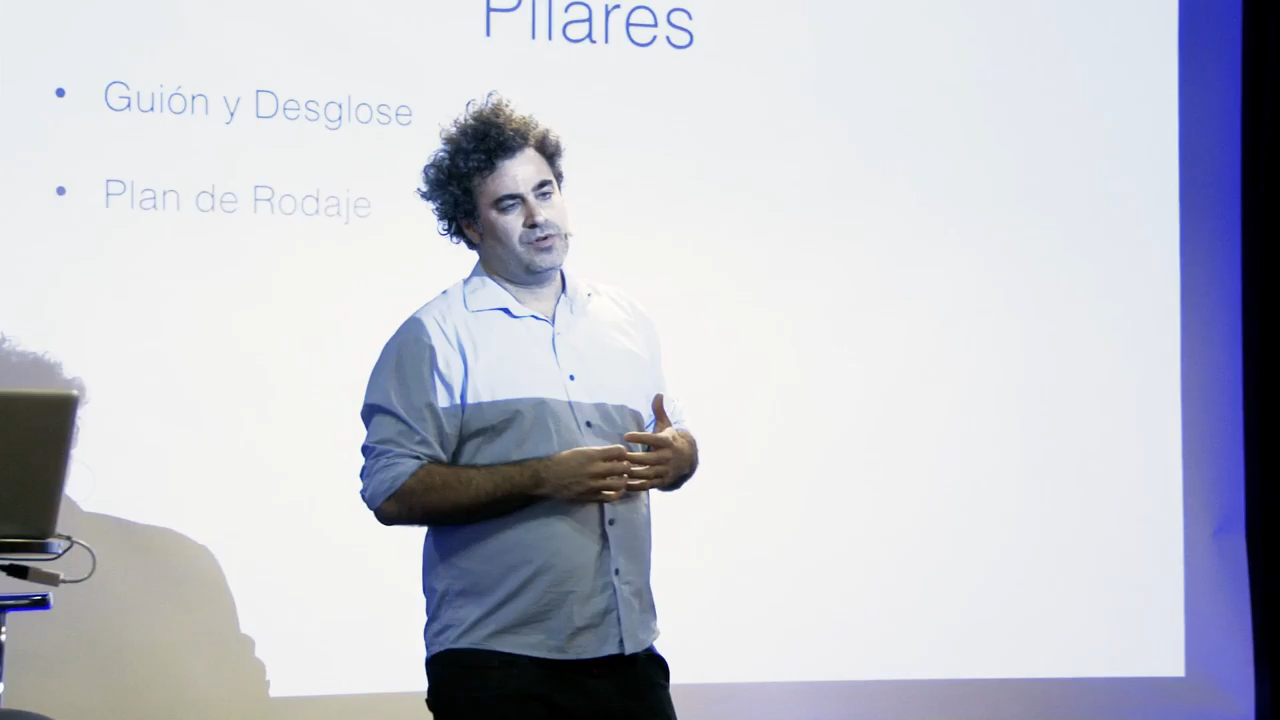 Pilares
• Guión y Desglose
• Plan de Rodaje